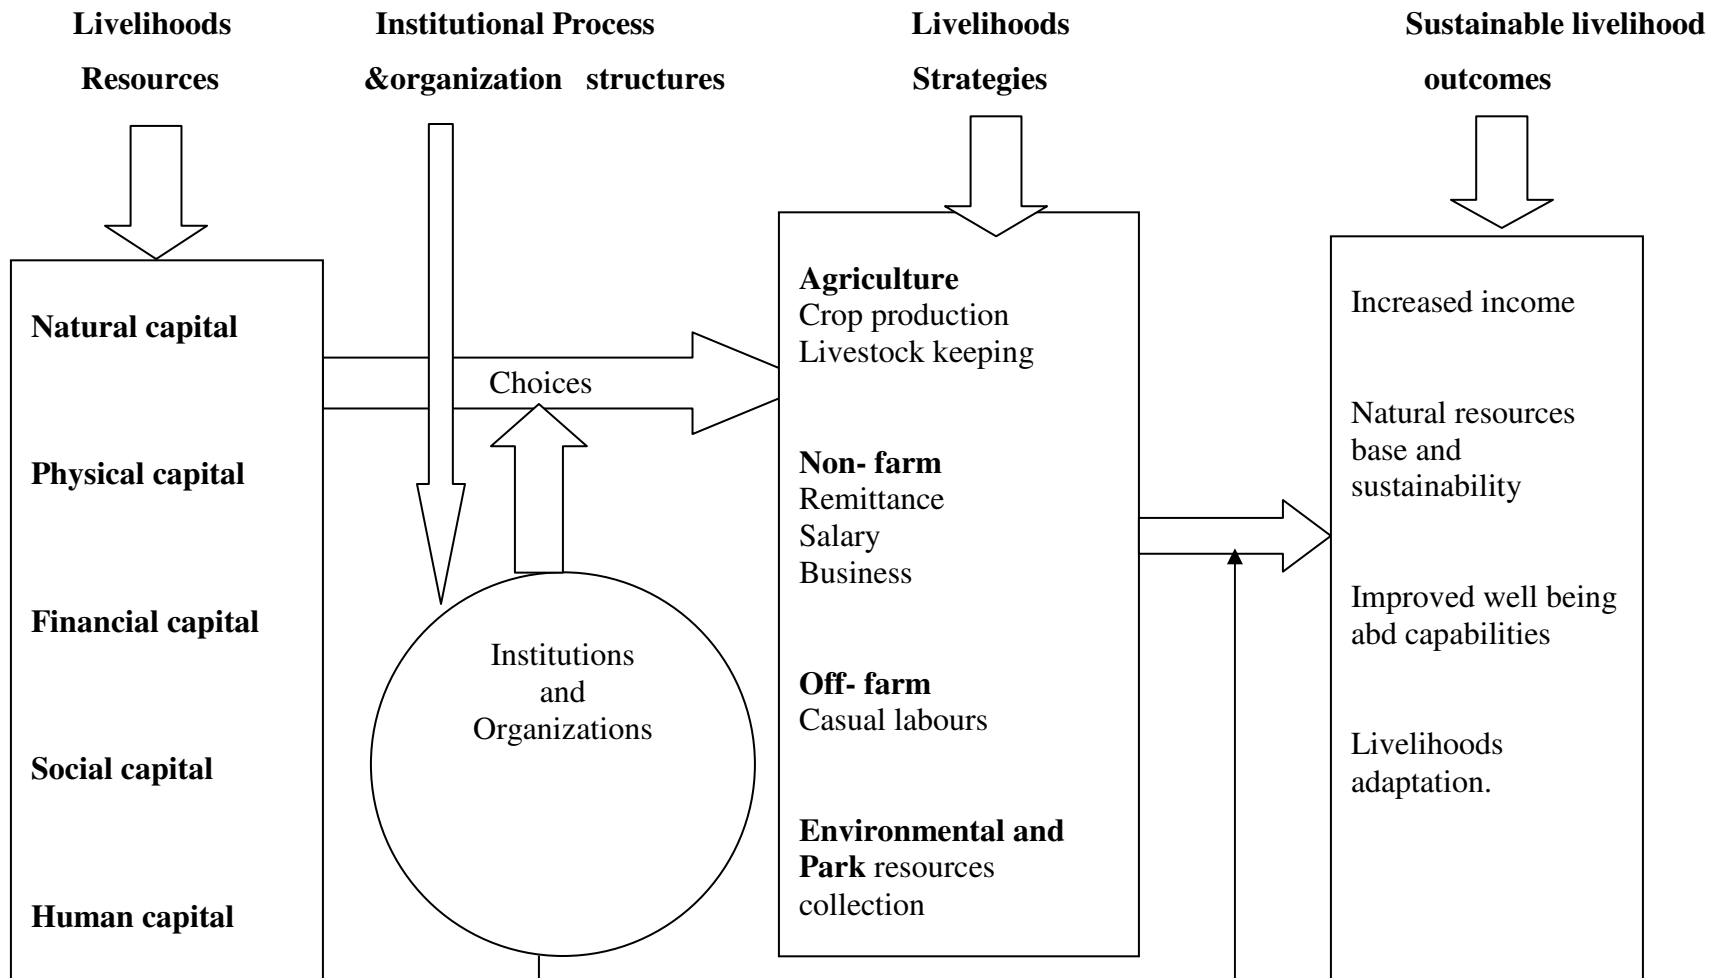 Livelihoods
Resources
Institutional Process
&organization structures
Livelihoods
Strategies
Sustainable livelihood
outcomes
Natural capital
Physical capital
Financial capital
Social capital
Human capital
Choices
Institutions
and
Organizations
Agriculture
Crop production
Livestock keeping
Non- farm
Remittance
Salary
Business
Off- farm
Casual labours
Environmental and
Park resources
collection
Increased income
Natural resources
base and
sustainability
Improved well being
abd capabilities
Livelihoods
adaptation.